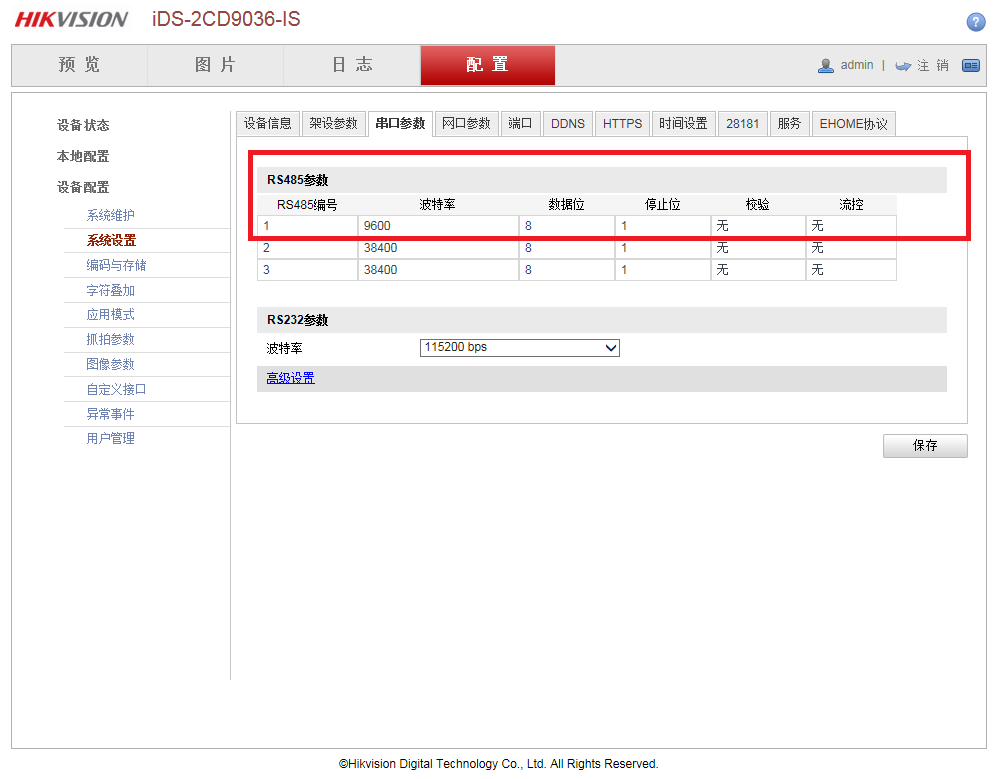 HIKVISION iDS-2CD9036-IS
预览 图片 日志 配置 admin | 注销
设备状态
本地配置
设备配置
系统维护
系统设置
编码与存储
字符叠加
应用模式
抓拍参数
图像参数
自定义接口
异常事件
用户管理
设备信息 架设参数 串口参数 网口参数 端口 DDNS HTTPS 时间设置 28181 服务 EHOME协议
RS485参数
RS485编号 波特率 数据位 停止位 校验 流控
1 9600 8 1 无 无
2 38400 8 1 无 无
3 38400 8 1 无 无
RS232参数
波特率 115200 bps
高级设置
保存
©Hikvision Digital Technology Co., Ltd. All Rights Reserved.